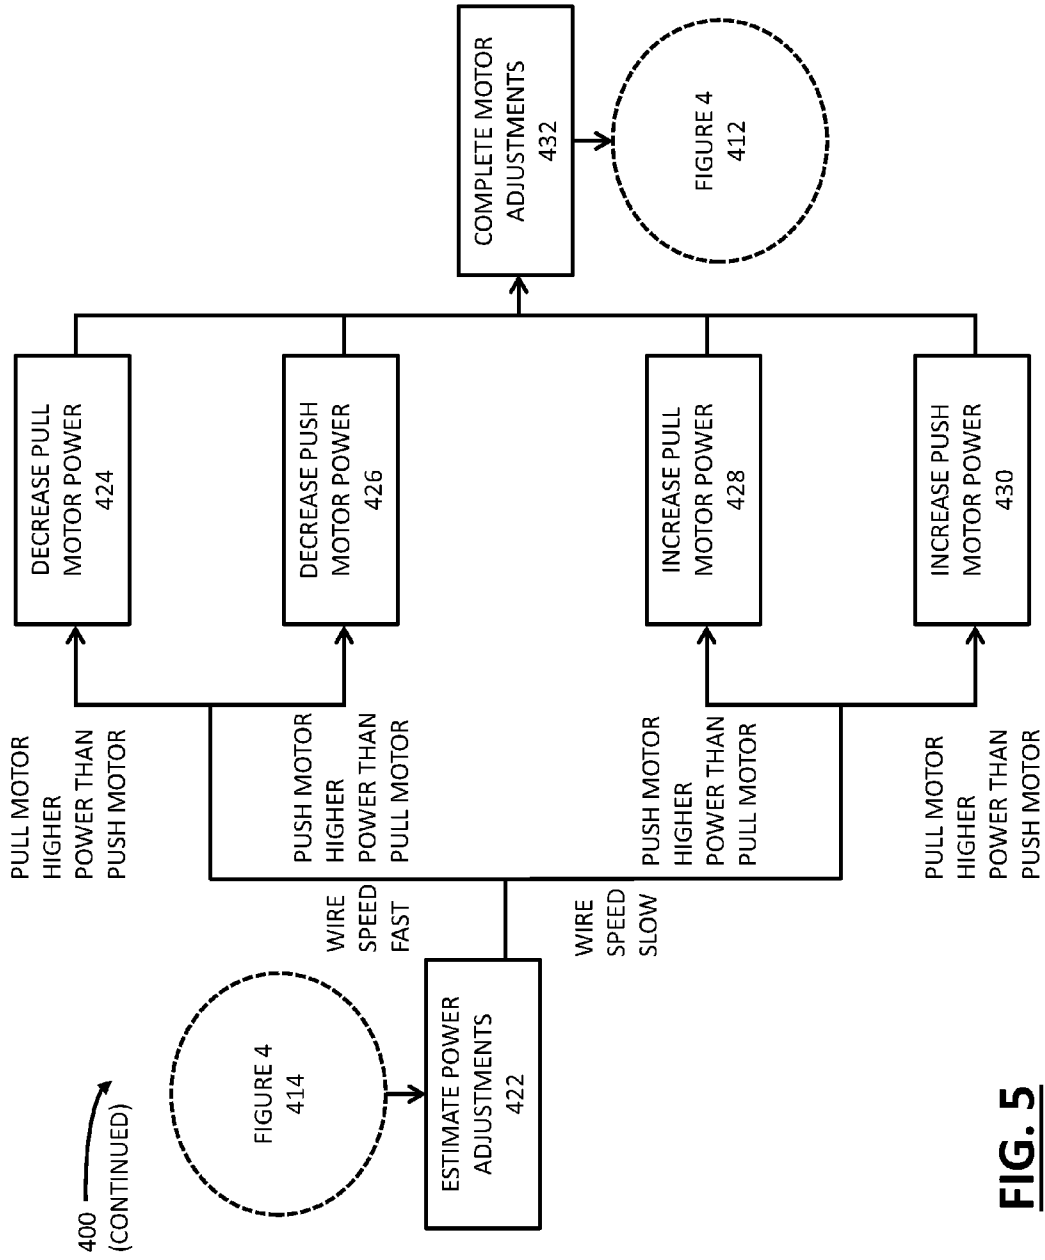 400
(CONTINUED)
FIGURE 4
414
ESTIMATE POWER
ADJUSTMENTS
422
WIRE
SPEED
FAST
WIRE
SPEED
SLOW
PULL MOTOR
HIGHER
POWER THAN
PUSH MOTOR
PUSH MOTOR
HIGHER
POWER THAN
PULL MOTOR
PUSH MOTOR
HIGHER
POWER THAN
PULL MOTOR
PULL MOTOR
HIGHER
POWER THAN
PUSH MOTOR
DECREASE PULL
MOTOR POWER
424
DECREASE PUSH
MOTOR POWER
426
INCREASE PULL
MOTOR POWER
428
INCREASE PUSH
MOTOR POWER
430
COMPLETE MOTOR
ADJUSTMENTS
432
FIGURE 4
412
FIG. 5